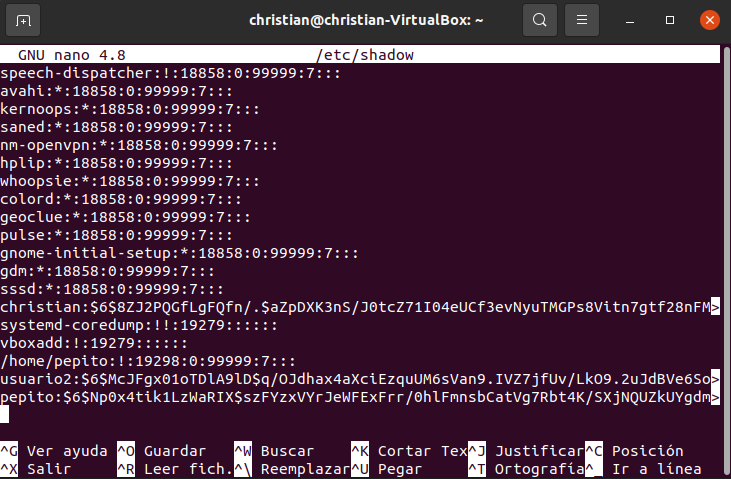 christian@christian-VirtualBox: ~
GNU nano 4.8 /etc/shadow
speech-dispatcher:!:18858:0:99999:7:::
avahi:*:18858:0:99999:7:::
kernoops:*:18858:0:99999:7:::
saned:*:18858:0:99999:7:::
nm-openvpn:*:18858:0:99999:7:::
hplip:*:18858:0:99999:7:::
whoopsie:*:18858:0:99999:7:::
colord:*:18858:0:99999:7:::
geoclue:*:18858:0:99999:7:::
pulse:*:18858:0:99999:7:::
gnome-initial-setup:*:18858:0:99999:7:::
gdm:*:18858:0:99999:7:::
sssd:*:18858:0:99999:7:::
christian:$6$8ZJ2PQGfLgFQfn/.$aZpDXK3nS/J0tcZ71I04eUCf3evNyuTMGPs8Vitn7gtf28nFM>
systemd-coredump:!!:19279::::::
vboxadd:!:19279::::::
/home/pepito:!:19298:0:99999:7:::
usuario2:$6$McJFgx01oTDlA9lD$q/OJdhax4aXciEzquUM6sVan9.IVZ7jfUv/LkO9.2uJdBVe6So>
pepito:$6$Np0x4tik1LzWaRIX$szFYzxVYrJeWFExFrr/0hlFmnsbCatVg7Rbt4K/SXjNQUZkUYgdm>
^G Ver ayuda ^O Guardar ^W Buscar ^K Cortar Tex^J Justificar^C Posición
^X Salir ^R Leer fich.^\ Reemplazar^U Pegar ^T Ortografía^_ Ir a línea